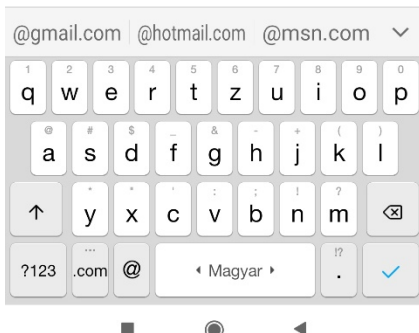 @gmail.com @hotmail.com @msn.com
1 2 3 4 5 6 7 8 9 0
q w e r t z u i o p
@ # $ _ & - + ( )
a s d f g h j k l
" * ' : ; ! ?
y x c v b n m
... !?
?123 .com @ Magyar .